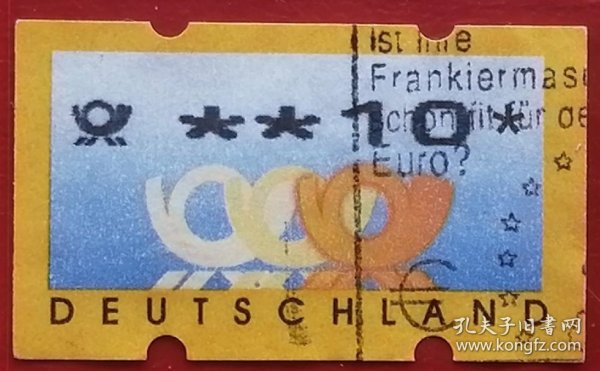 Ist Ihre
Frankiermasc
schon fit für de
Euro?
**10*
€
DEUTSCHLAND
孔夫子旧书网
www.kongfz.com